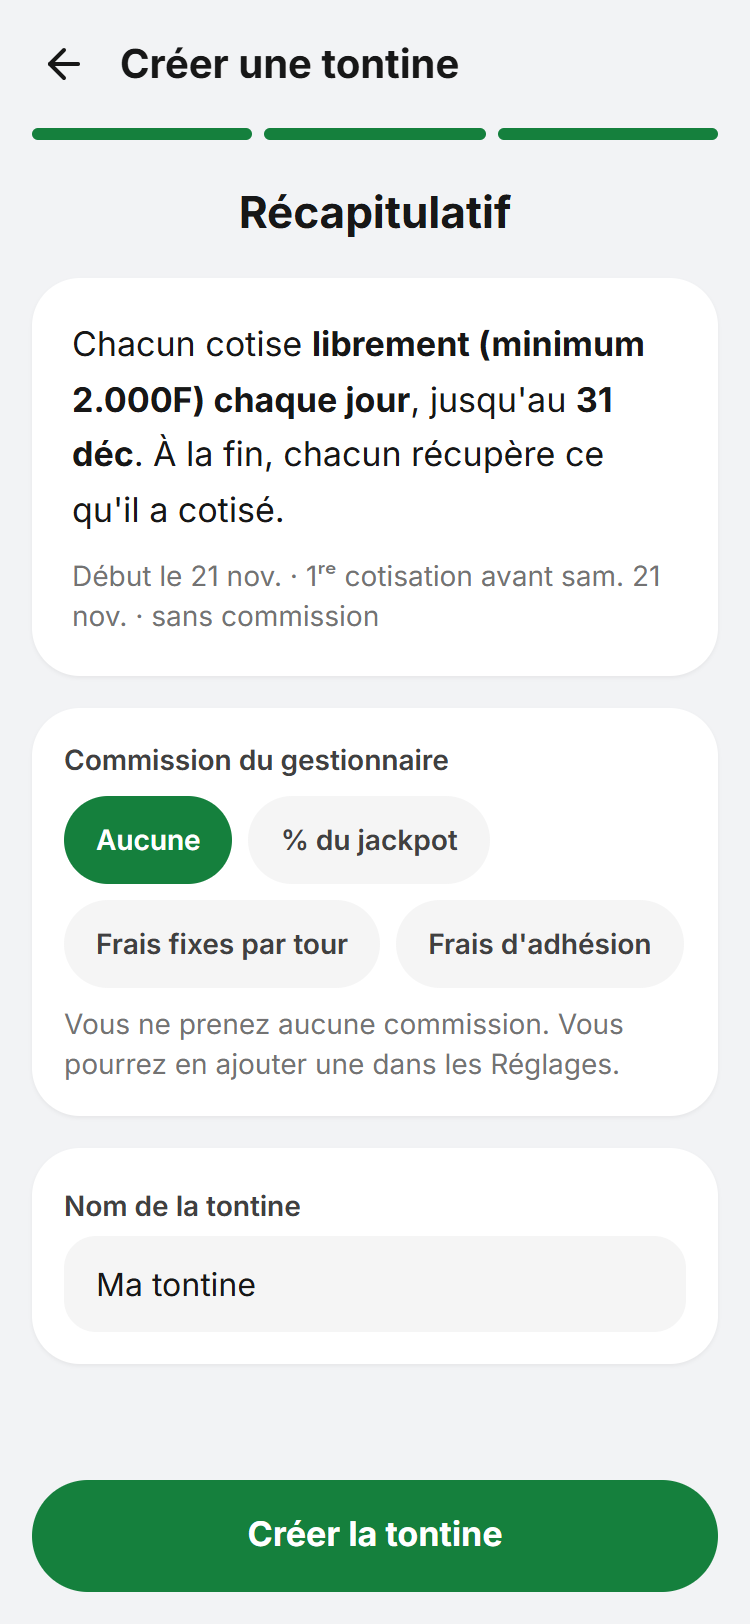 Créer une tontine
Récapitulatif
Chacun cotise librement (minimum
2.000F) chaque jour, jusqu'au 31
déc. À la fin, chacun récupère ce
qu'il a cotisé.
Début le 21 nov. · 1ʳᵉ cotisation avant sam. 21
nov. · sans commission
Commission du gestionnaire
Aucune
% du jackpot
Frais fixes par tour
Frais d'adhésion
Vous ne prenez aucune commission. Vous
pourrez en ajouter une dans les Réglages.
Nom de la tontine
Ma tontine
Créer la tontine